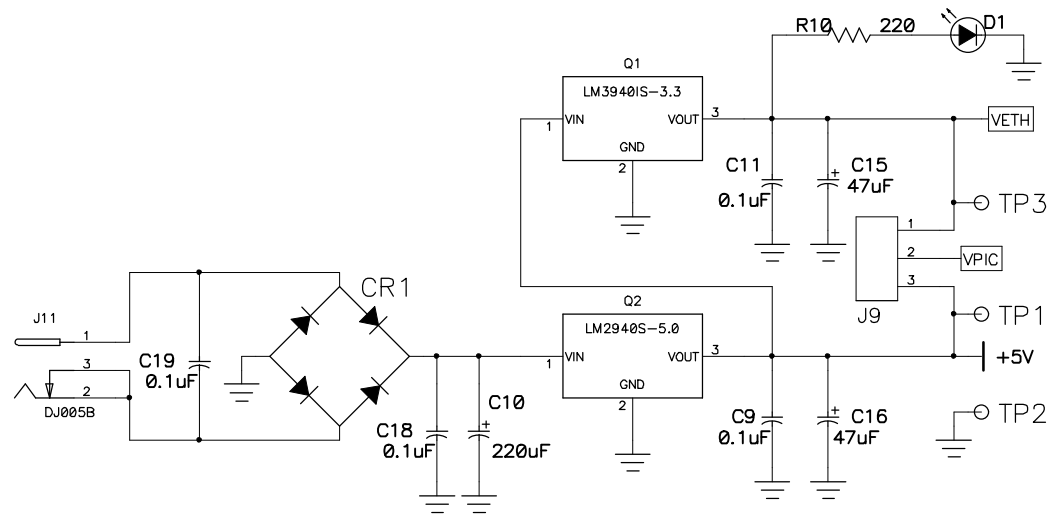 R10 220 D1
Q1
LM3940IS-3.3
VIN VOUT
1 3
GND
2
VETH
C11
0.1uF
+
C15
47uF
TP3
1
2 VPIC
3
J9
TP1
CR1
J11
1
3
2
DJ005B
C19
0.1uF
Q2
LM2940S-5.0
VIN VOUT
1 3
GND
2
+5V
C18
0.1uF
C10
+
220uF
C9
0.1uF
+
C16
47uF
TP2